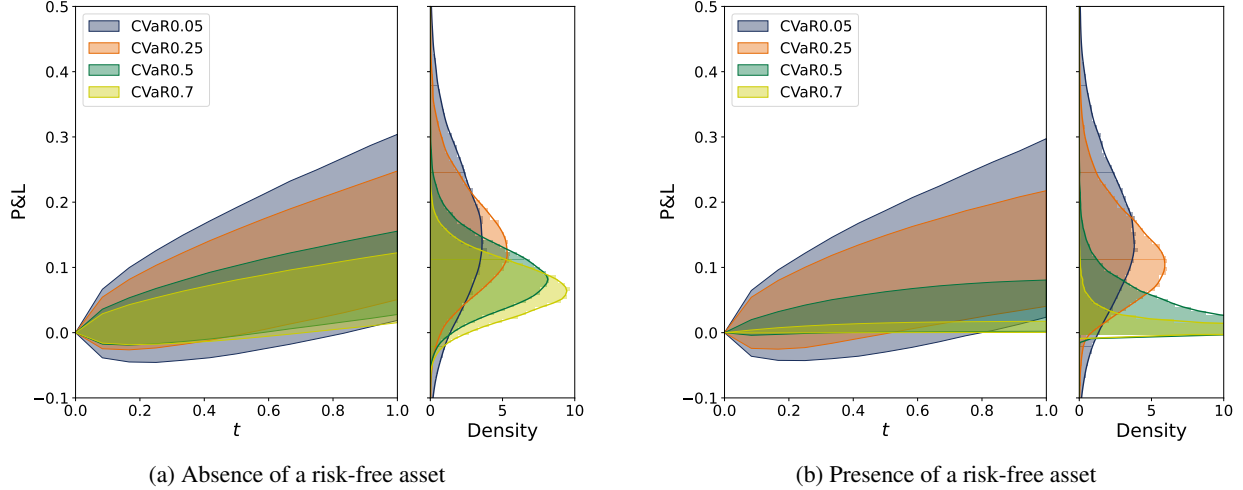 0.5
0.4
0.3
0.2
0.1
0.0
−0.1
P&L
CVaR0.05
CVaR0.25
CVaR0.5
CVaR0.7
0.0 0.2 0.4 0.6 0.8 1.0
t
0 5 10
Density
(a) Absence of a risk-free asset
0.5
0.4
0.3
0.2
0.1
0.0
−0.1
P&L
CVaR0.05
CVaR0.25
CVaR0.5
CVaR0.7
0.0 0.2 0.4 0.6 0.8 1.0
t
0 5 10
Density
(b) Presence of a risk-free asset